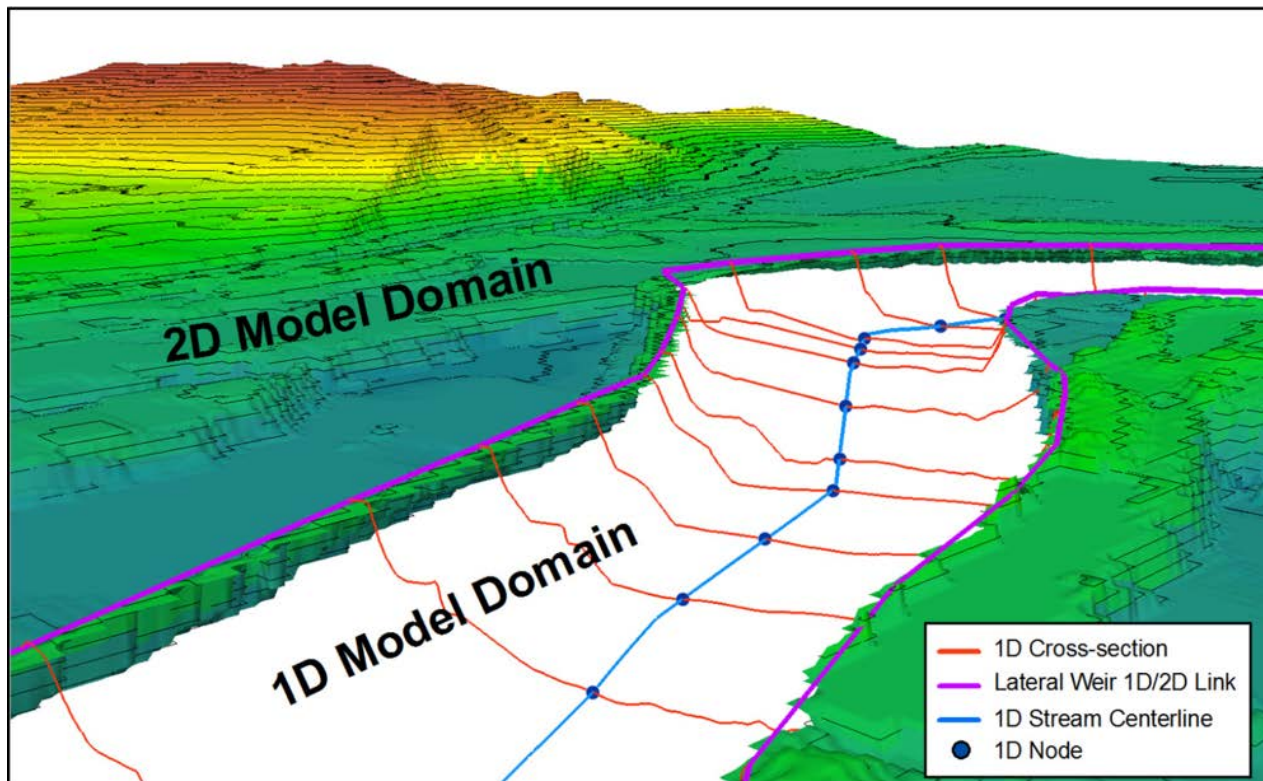 2D Model Domain
1D Model Domain
1D Cross-section
Lateral Weir 1D/2D Link
1D Stream Centerline
1D Node